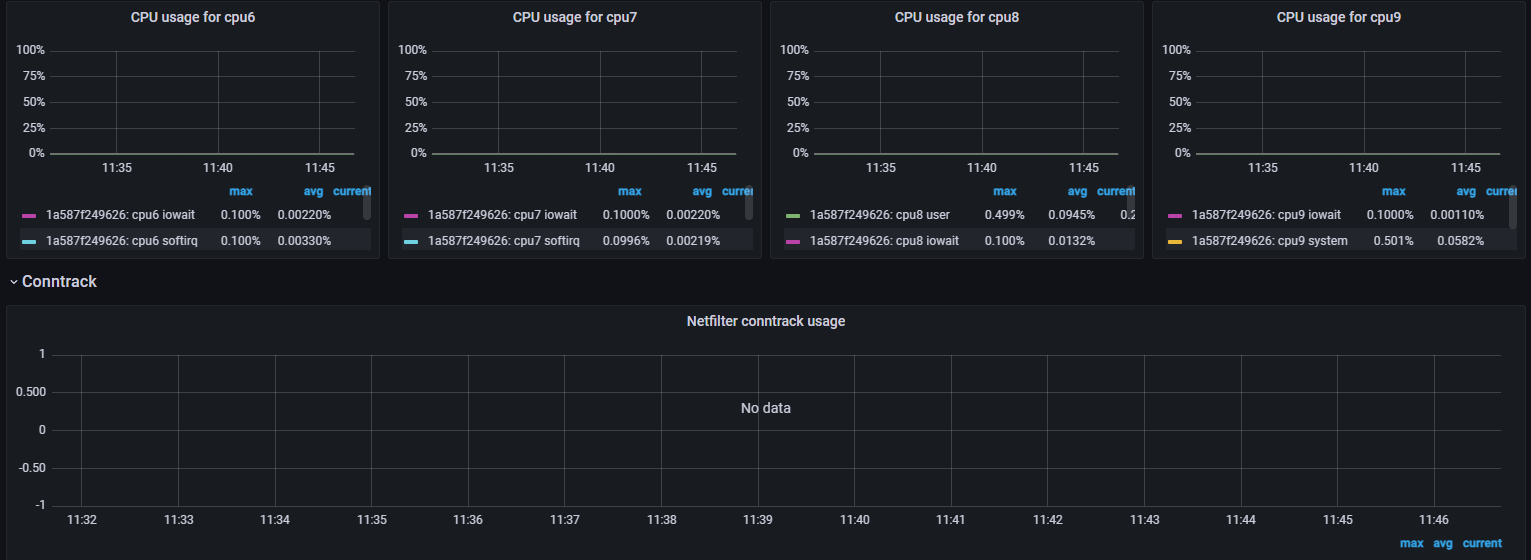 CPU usage for cpu6
100%
75%
50%
25%
0%
11:35 11:40 11:45
max avg current
1a587f249626: cpu6 iowait 0.100% 0.00220%
1a587f249626: cpu6 softirq 0.100% 0.00330%
CPU usage for cpu7
100%
75%
50%
25%
0%
11:35 11:40 11:45
max avg curre
1a587f249626: cpu7 iowait 0.1000% 0.00220%
1a587f249626: cpu7 softirq 0.0996% 0.00219%
CPU usage for cpu8
100%
75%
50%
25%
0%
11:35 11:40 11:45
max avg current
1a587f249626: cpu8 user 0.499% 0.0945% 0.2
1a587f249626: cpu8 iowait 0.100% 0.0132%
CPU usage for cpu9
100%
75%
50%
25%
0%
11:35 11:40 11:45
max avg curre
1a587f249626: cpu9 iowait 0.1000% 0.00110%
1a587f249626: cpu9 system 0.501% 0.0582%
Conntrack
Netfilter conntrack usage
1
0.500
0
-0.50
-1
No data
11:32 11:33 11:34 11:35 11:36 11:37 11:38 11:39 11:40 11:41 11:42 11:43 11:44 11:45 11:46
max avg current